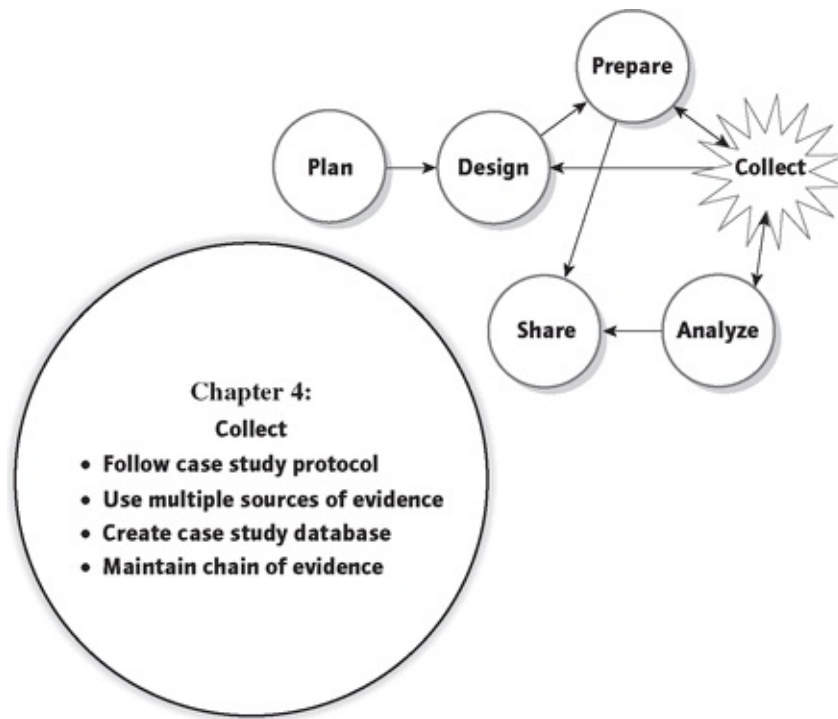 Prepare
Plan
Design
Collect
Share
Analyze
Chapter 4:
Collect
• Follow case study protocol
• Use multiple sources of evidence
• Create case study database
• Maintain chain of evidence